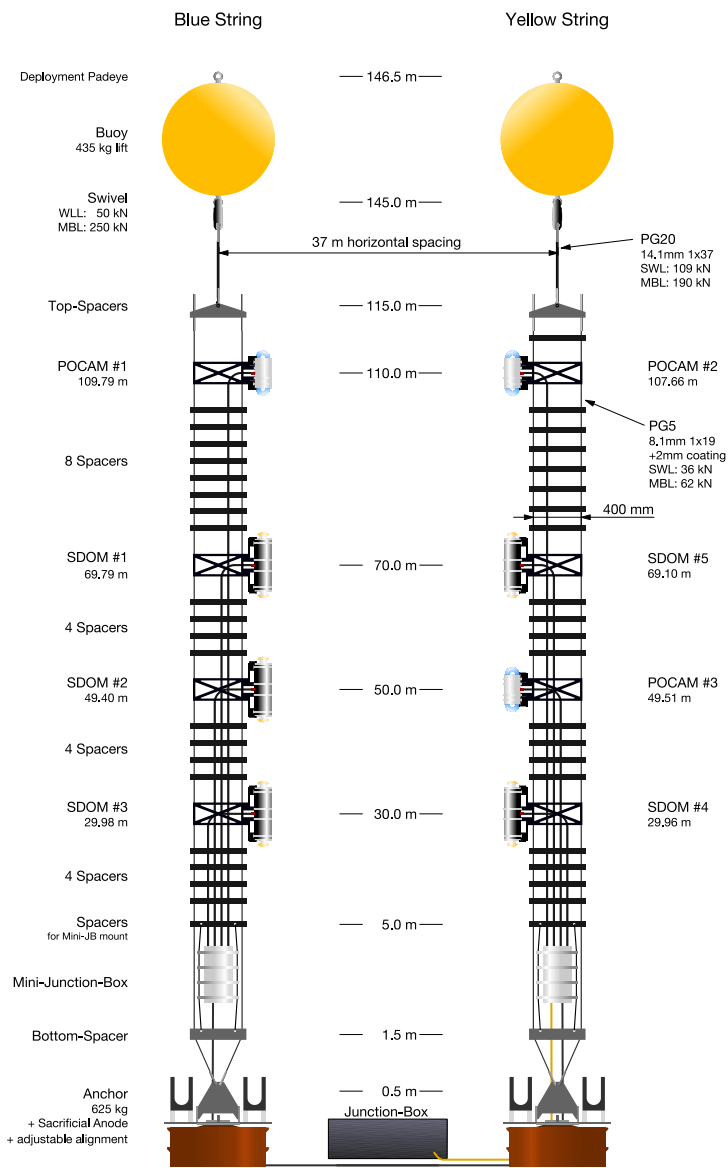 Blue String
Yellow String
Deployment Padeye
146.5 m
Buoy
435 kg lift
Swivel
WLL: 50 kN
MBL: 250 kN
145.0 m
37 m horizontal spacing
PG20
14.1mm 1x37
SWL: 109 kN
MBL: 190 kN
Top-Spacers
115.0 m
POCAM #1
109.79 m
110.0 m
POCAM #2
107.66 m
PG5
8.1mm 1x19
+2mm coating
SWL: 36 kN
MBL: 62 kN
8 Spacers
400 mm
SDOM #1
69.79 m
70.0 m
SDOM #5
69.10 m
4 Spacers
SDOM #2
49.40 m
50.0 m
POCAM #3
49.51 m
4 Spacers
SDOM #3
29.98 m
30.0 m
SDOM #4
29.96 m
4 Spacers
Spacers
for Mini-JB mount
5.0 m
Mini-Junction-Box
Bottom-Spacer
1.5 m
Anchor
625 kg
+ Sacrificial Anode
+ adjustable alignment
0.5 m
Junction-Box